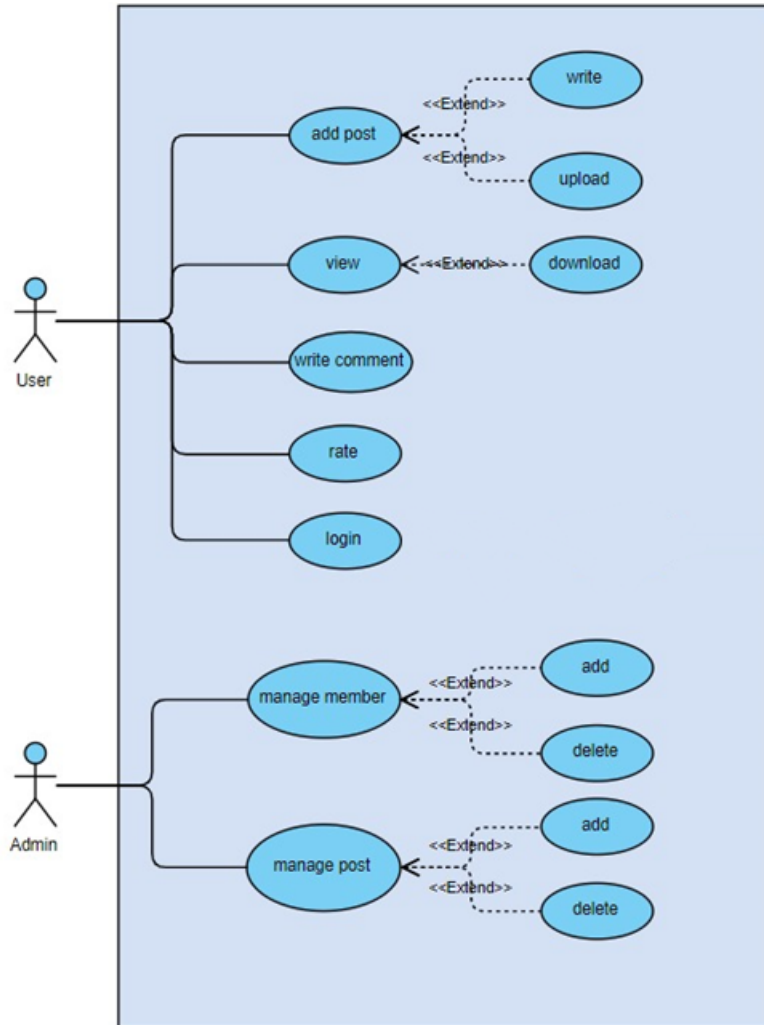 write
<<Extend>>
add post
<<Extend>>
upload
view
<<Extend>>
download
User
write comment
rate
login
add
<<Extend>>
manage member
<<Extend>>
delete
Admin
add
<<Extend>>
manage post
<<Extend>>
delete